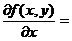 ∂f(x,y)/∂x =